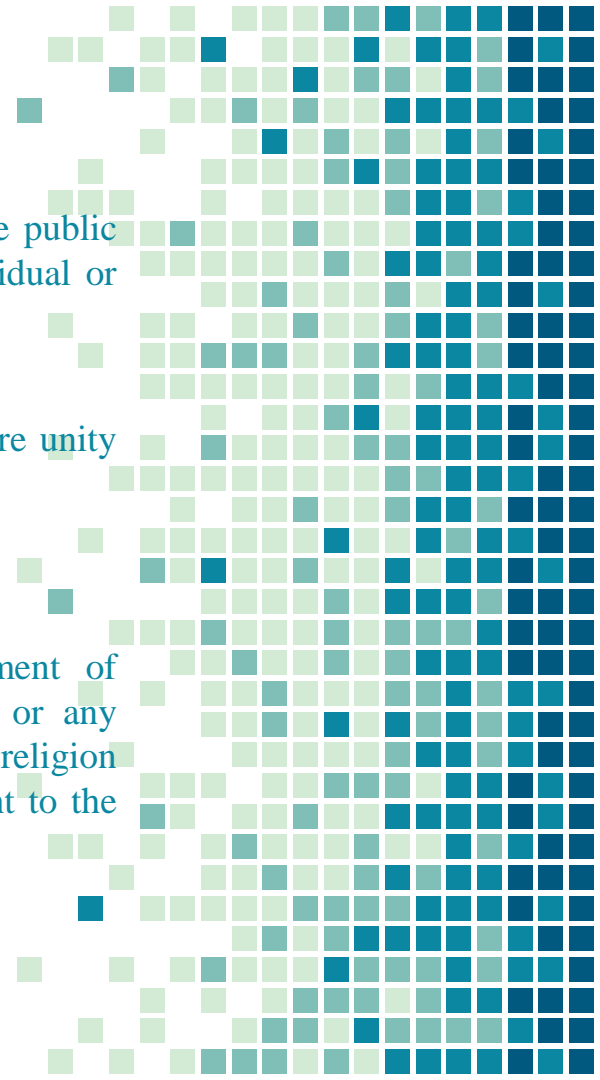 public
idual or
re unity
ment of
or any
religion
t to the